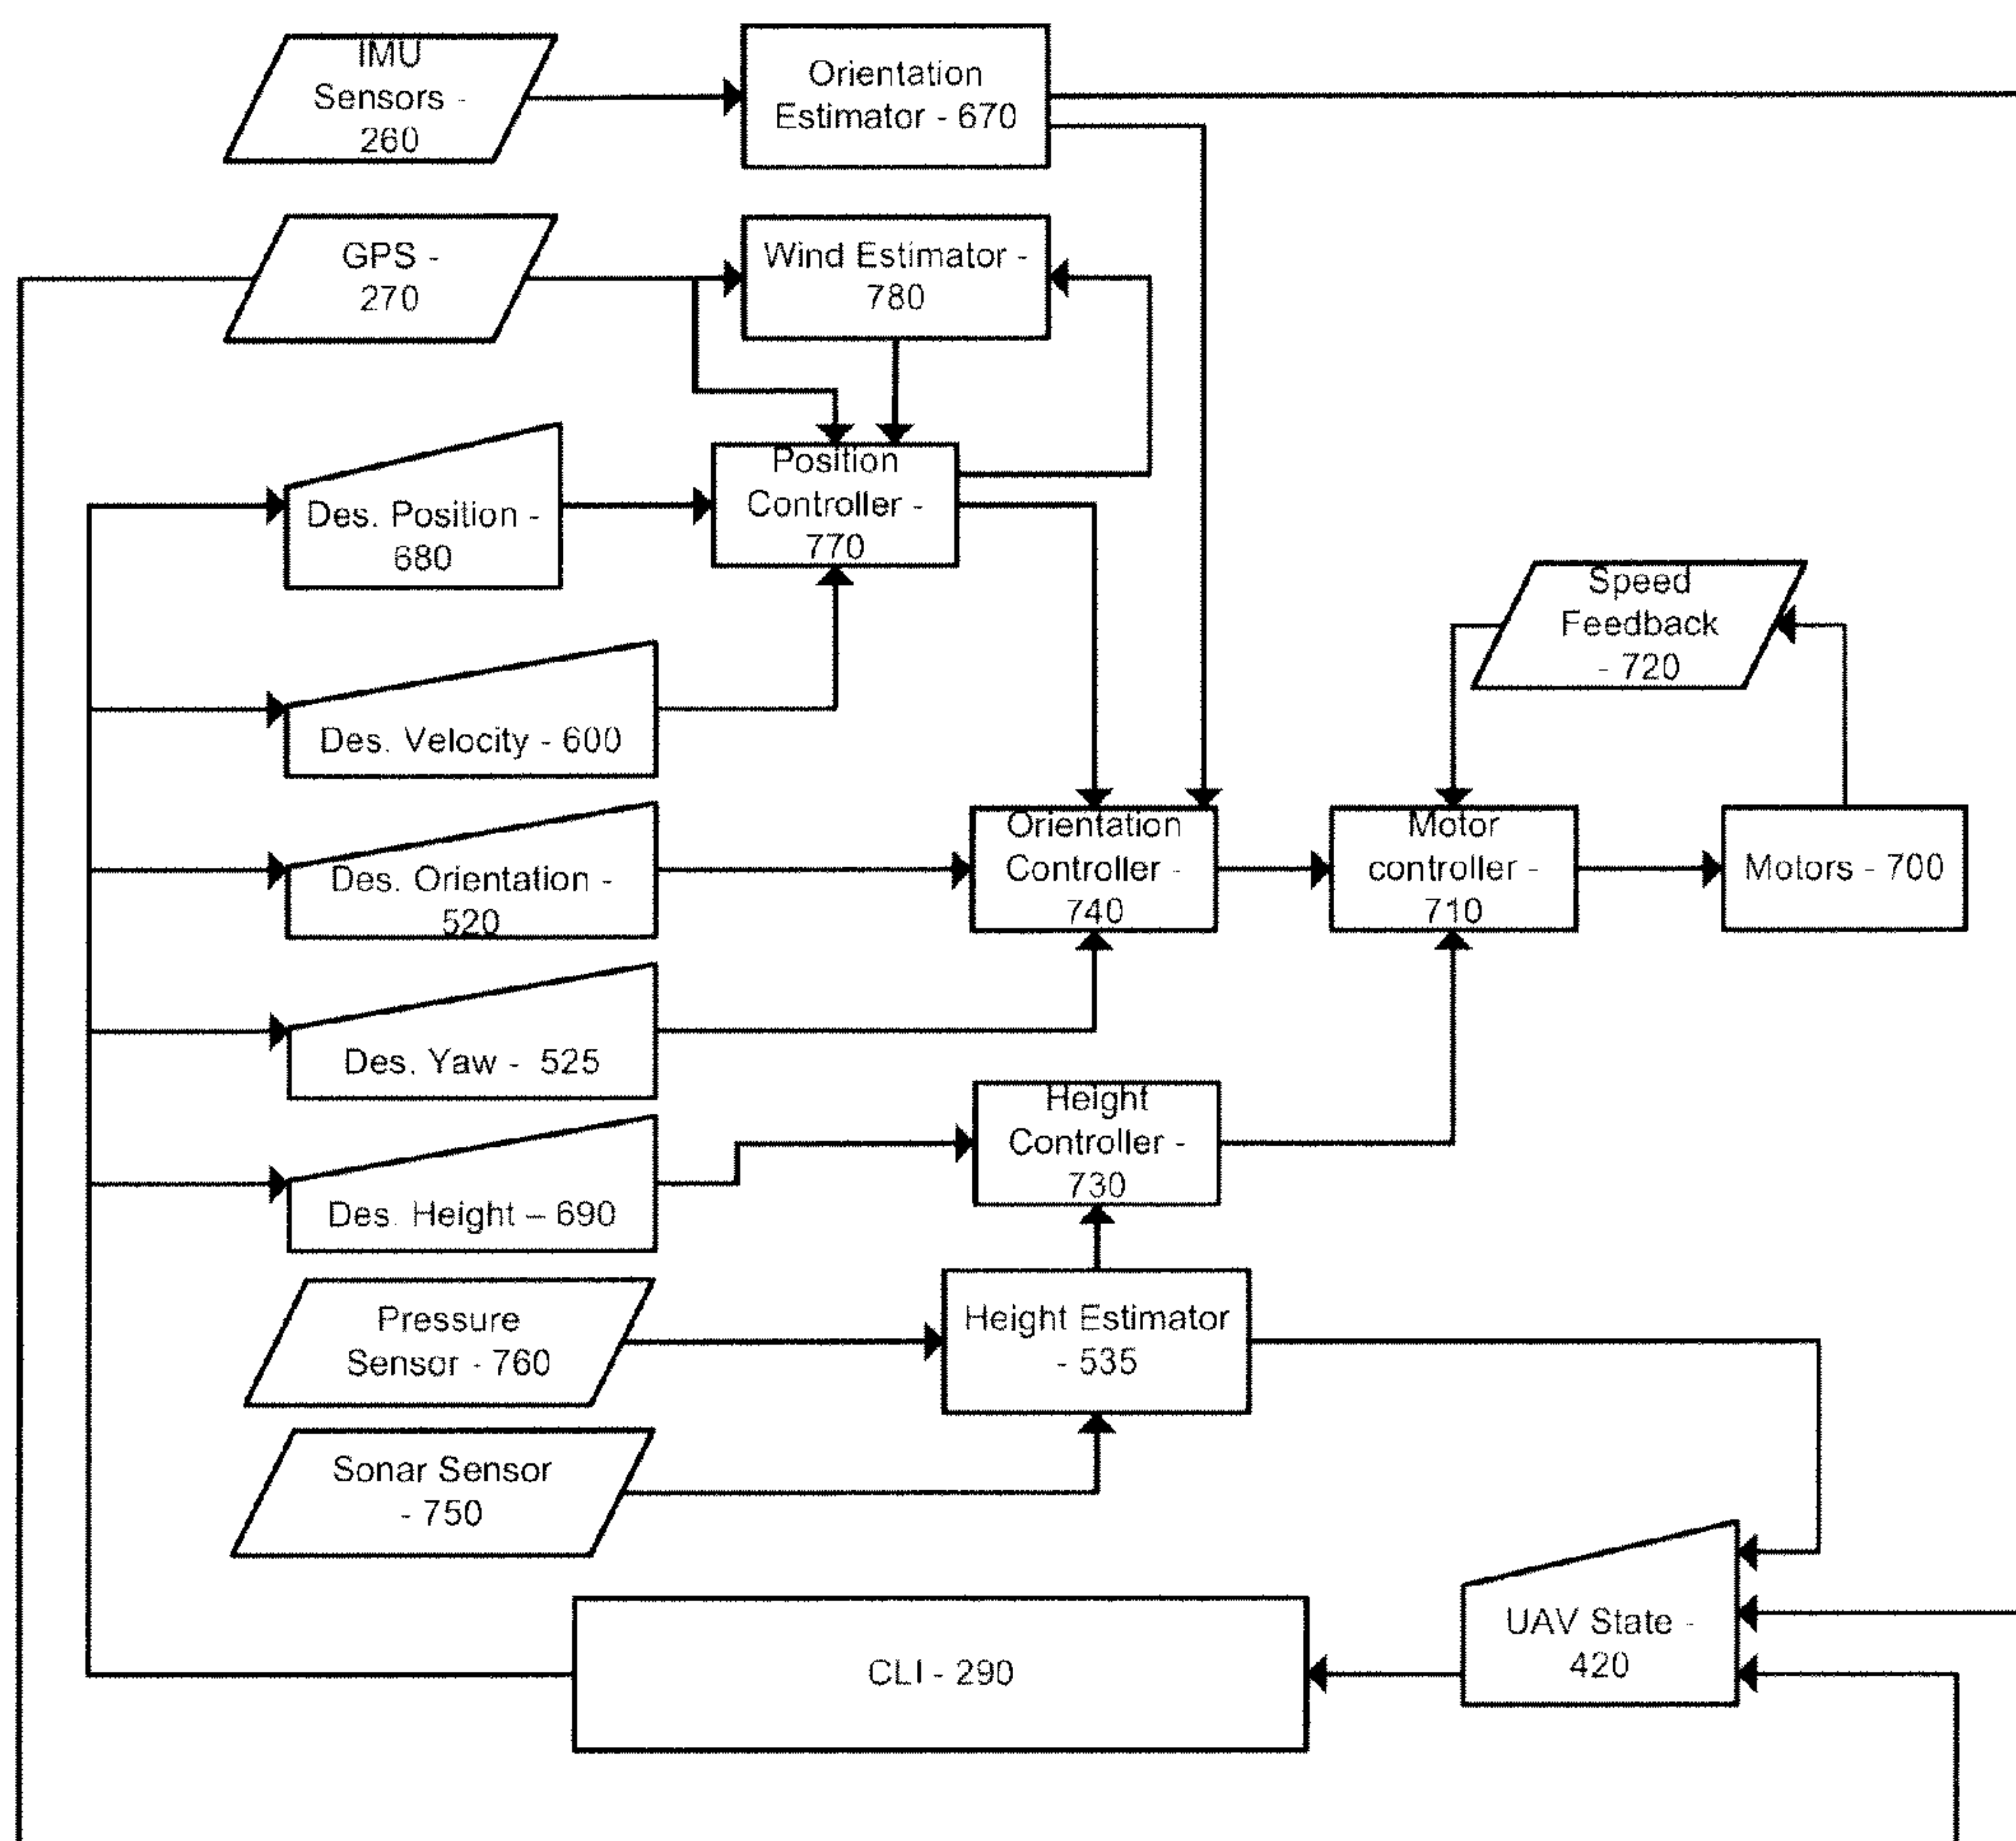 IMU
Sensors -
260
Orientation
Estimator - 670
GPS -
270
Wind Estimator -
780
Des. Position -
680
Position
Controller -
770
Speed
Feedback
- 720
Des. Velocity - 600
Des. Orientation -
520
Orientation
Controller -
740
Motor
controller -
710
Motors - 700
Des. Yaw - 525
Des. Height – 690
Height
Controller -
730
Pressure
Sensor - 760
Height Estimator
- 535
Sonar Sensor
- 750
CLI - 290
UAV State -
420